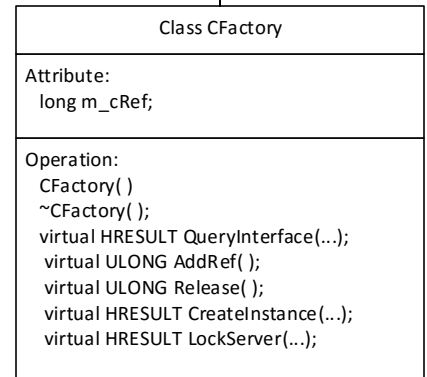 Class CFactory
Attribute:
long m_cRef;
Operation:
CFactory( )
~CFactory( );
virtual HRESULT QueryInterface(...);
virtual ULONG AddRef( );
virtual ULONG Release( );
virtual HRESULT CreateInstance(...);
virtual HRESULT LockServer(...);